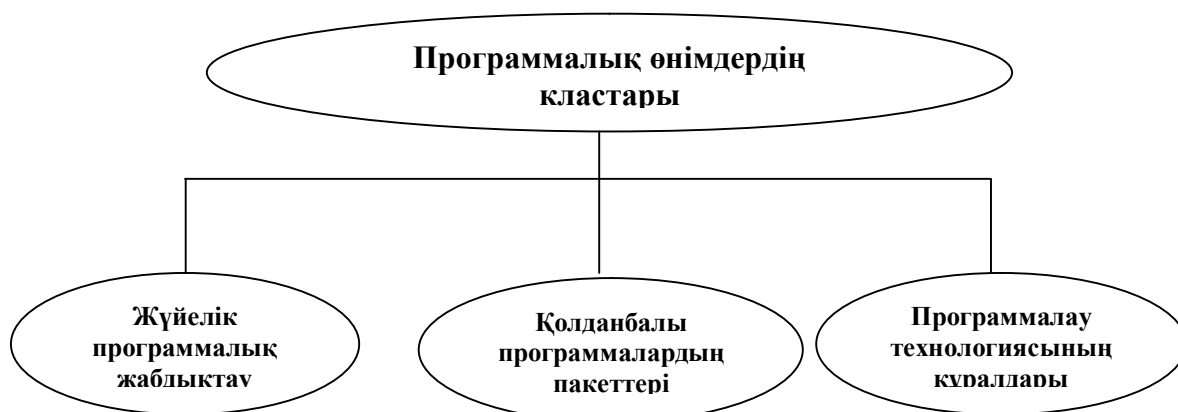 Программалық өнімдердің
кластары
Жүйелік
программалық
жабдықтау
Қолданбалы
программалардың
пакеттері
Программалау
технологиясының
құралдары